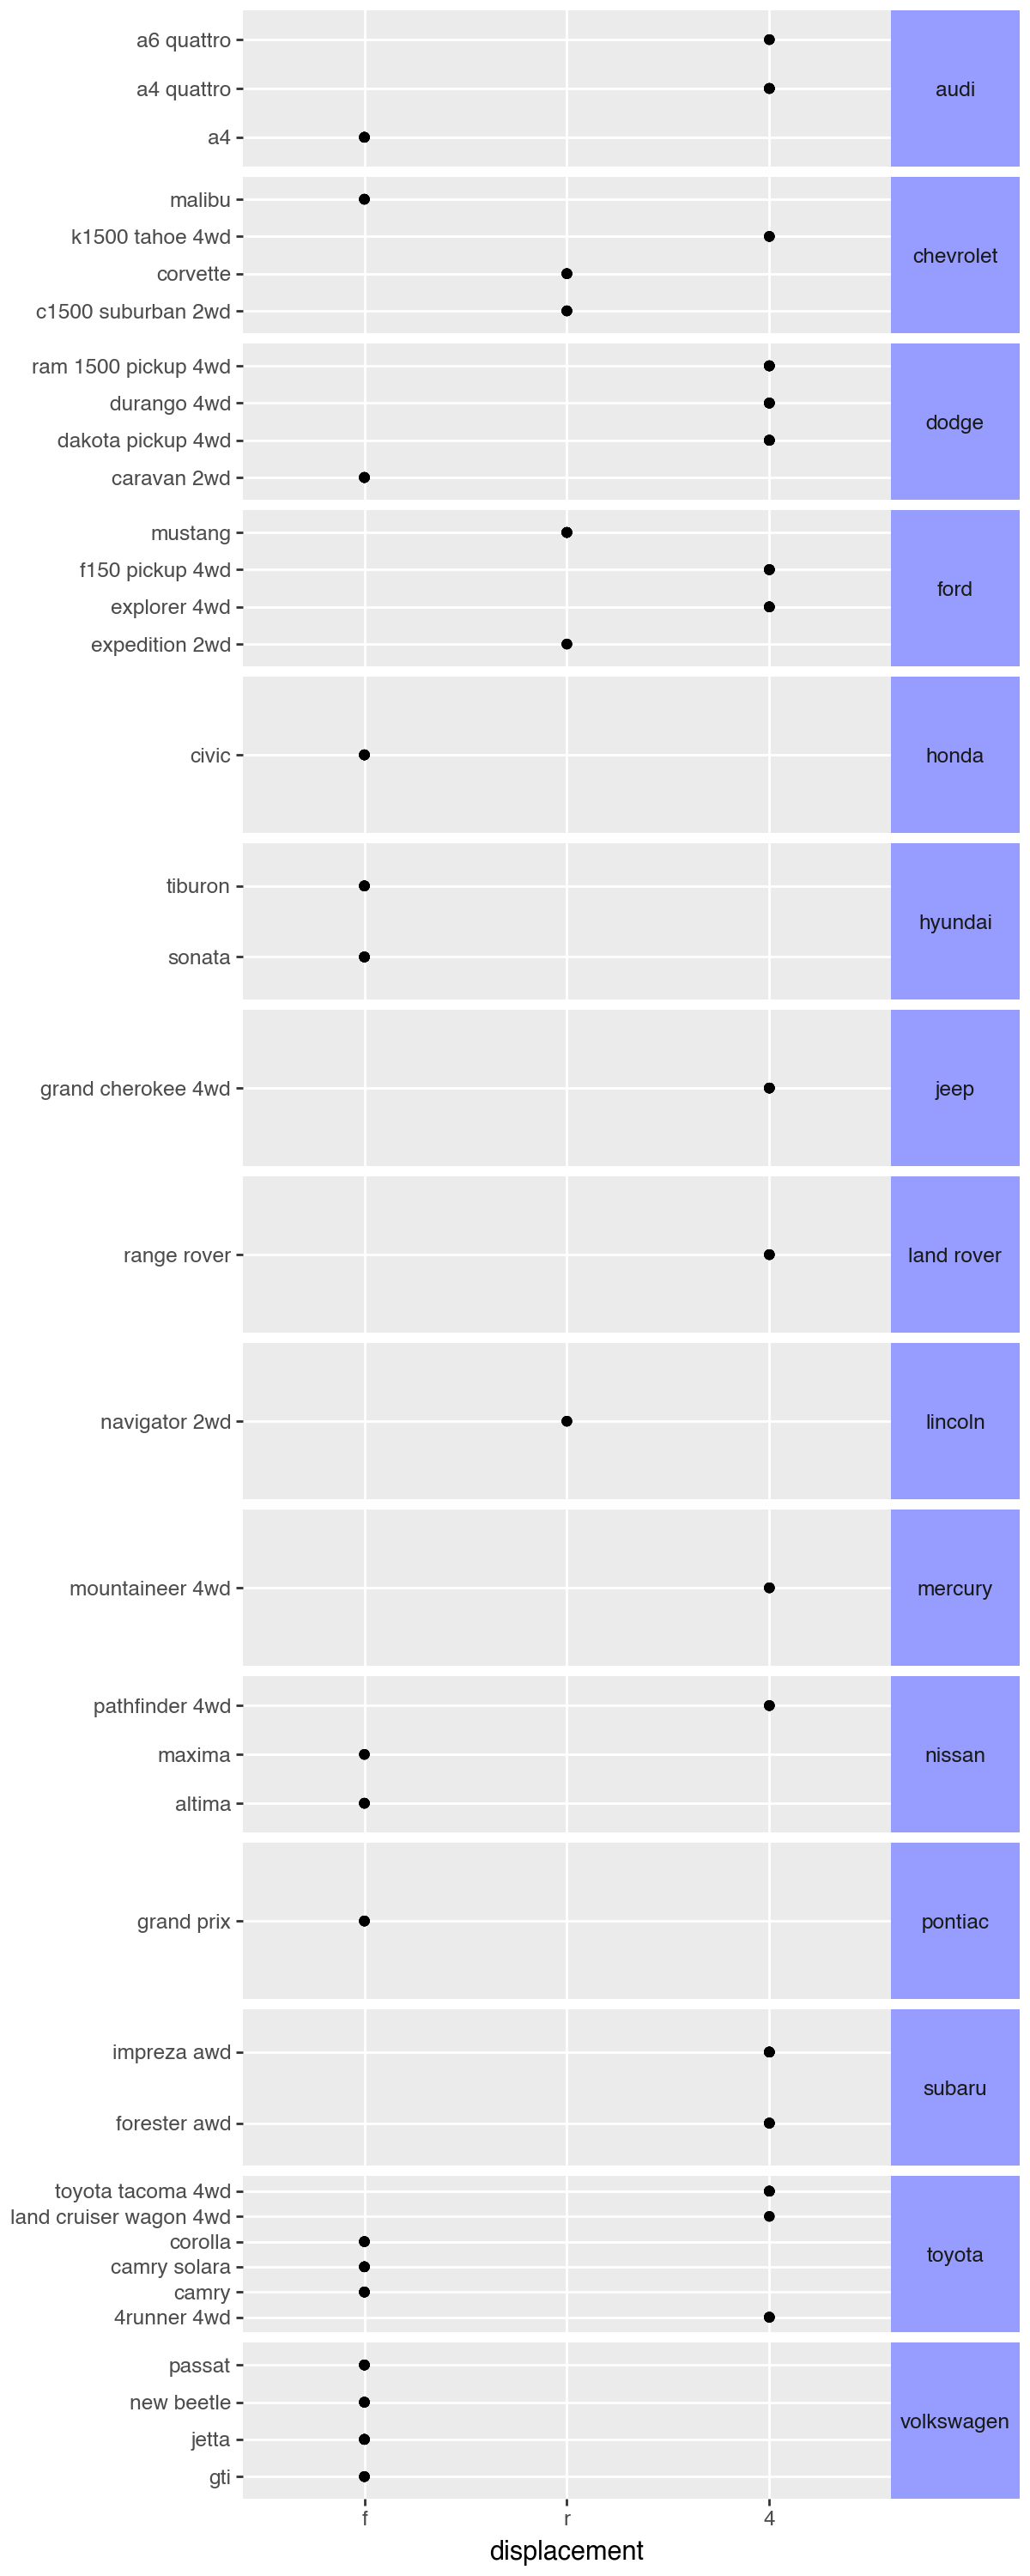 a6 quattro
a4 quattro
a4
audi
malibu
k1500 tahoe 4wd
corvette
c1500 suburban 2wd
chevrolet
ram 1500 pickup 4wd
durango 4wd
dakota pickup 4wd
caravan 2wd
dodge
mustang
f150 pickup 4wd
explorer 4wd
expedition 2wd
ford
civic
honda
tiburon
sonata
hyundai
grand cherokee 4wd
jeep
range rover
land rover
navigator 2wd
lincoln
mountaineer 4wd
mercury
pathfinder 4wd
maxima
altima
nissan
grand prix
pontiac
impreza awd
forester awd
subaru
toyota tacoma 4wd
land cruiser wagon 4wd
corolla
camry solara
camry
4runner 4wd
toyota
passat
new beetle
jetta
gti
volkswagen
f r 4
displacement